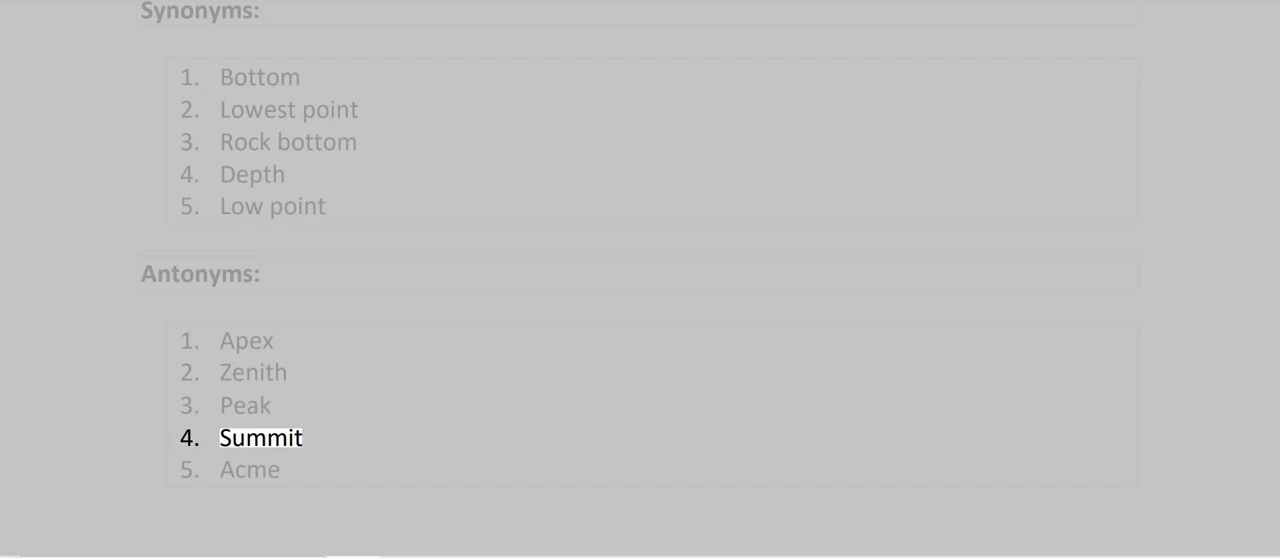 Synonyms:
1. Bottom
2. Lowest point
3. Rock bottom
4. Depth
5. Low point
Antonyms:
1. Apex
2. Zenith
3. Peak
4. Summit
5. Acme